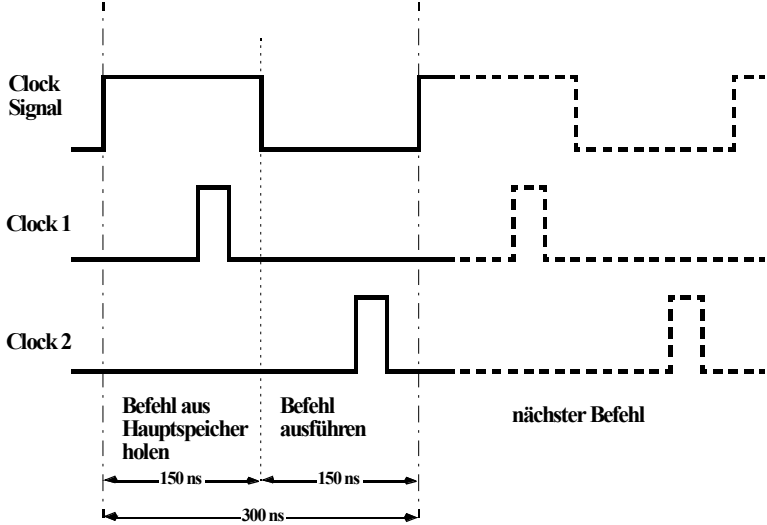 Clock
Signal
Clock 1
Clock 2
Befehl aus
Hauptspeicher
holen
Befehl
ausführen
nächster Befehl
150 ns
150 ns
300 ns